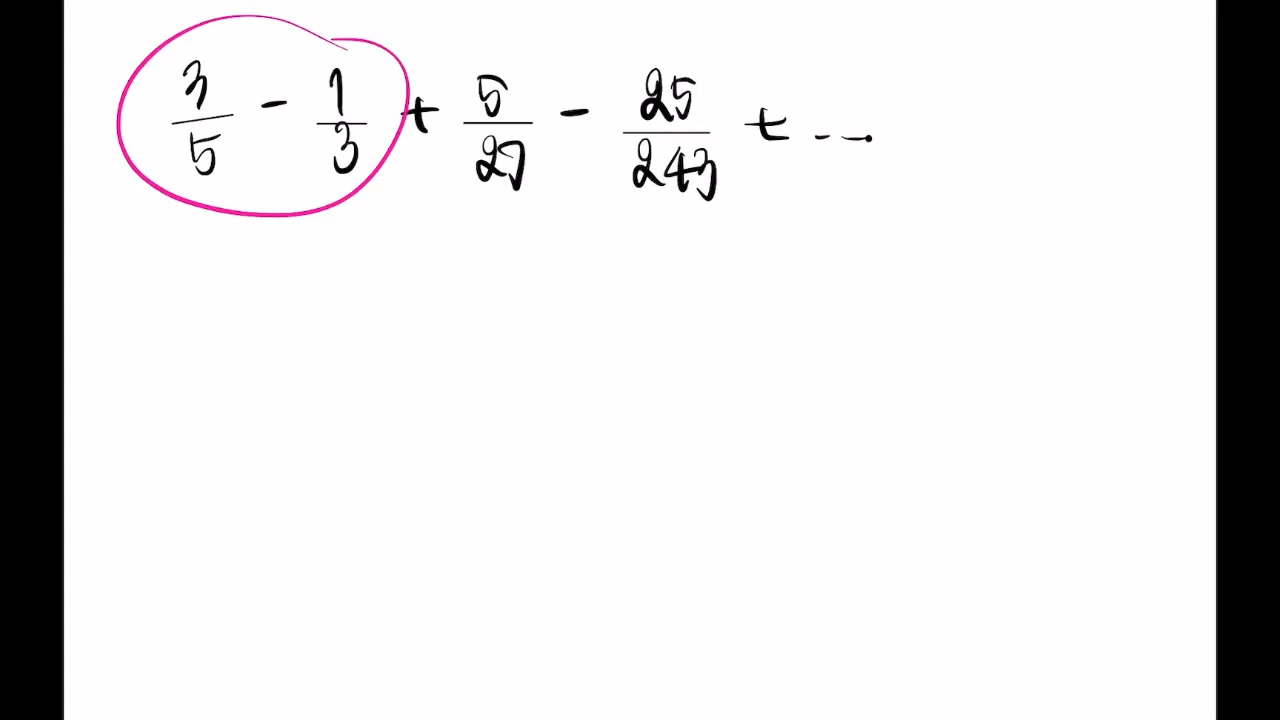 3/5 - 1/3 + 5/27 - 25/243 + ...